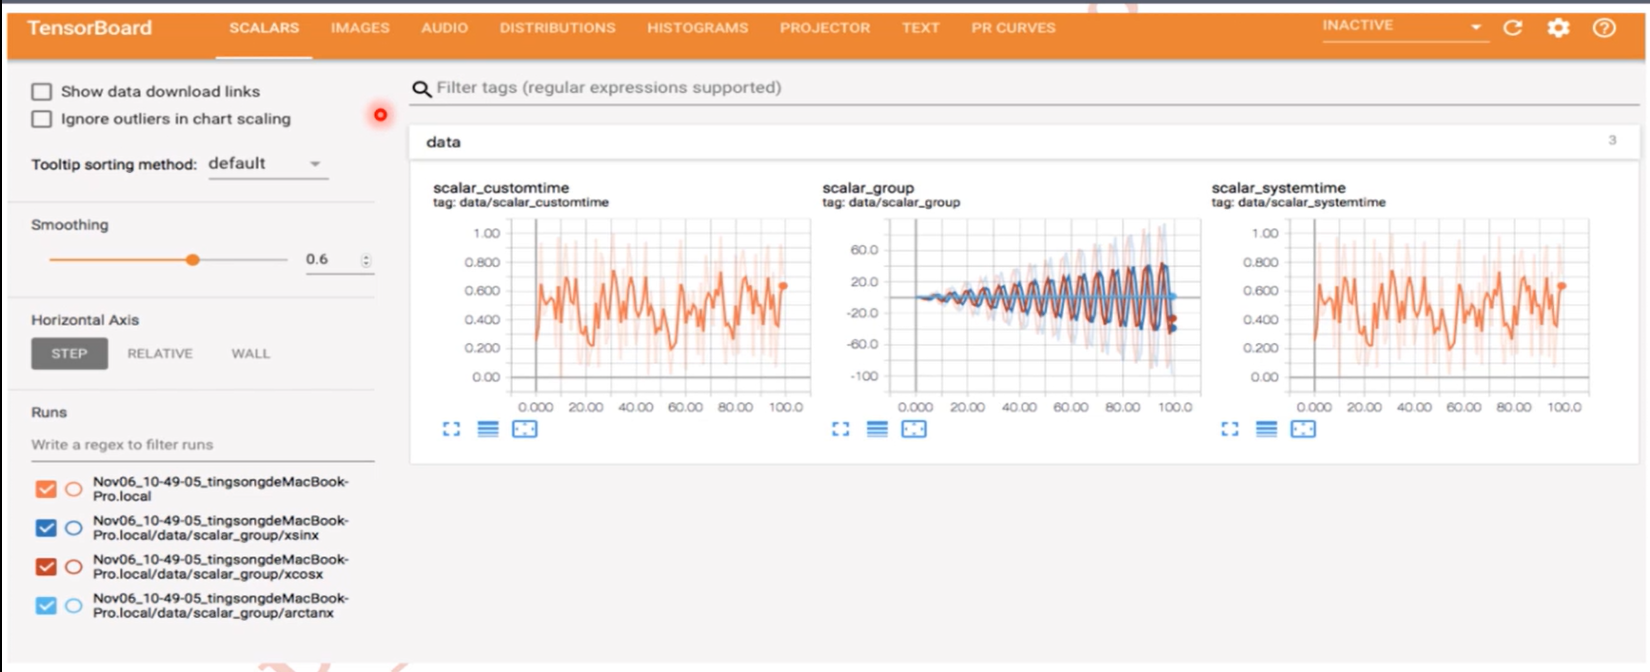 TensorBoard SCALARS IMAGES AUDIO DISTRIBUTIONS HISTOGRAMS PROJECTOR TEXT PR CURVES INACTIVE
Show data download links
Ignore outliers in chart scaling
Tooltip sorting method: default
Smoothing
0.6
Horizontal Axis
STEP RELATIVE WALL
Runs
Write a regex to filter runs
Nov06_10-49-05_tingsongdeMacBook-
Pro.local
Nov06_10-49-05_tingsongdeMacBook-
Pro.local/data/scalar_group/xsinx
Nov06_10-49-05_tingsongdeMacBook-
Pro.local/data/scalar_group/xcosx
Nov06_10-49-05_tingsongdeMacBook-
Pro.local/data/scalar_group/arctanx
Filter tags (regular expressions supported)
data 3
scalar_customtime
tag: data/scalar_customtime
1.00
0.800
0.600
0.400
0.200
0.00
0.000 20.00 40.00 60.00 80.00 100.0
scalar_group
tag: data/scalar_group
60.0
20.0
-20.0
-60.0
-100
0.000 20.00 40.00 60.00 80.00 100.0
scalar_systemtime
tag: data/scalar_systemtime
1.00
0.800
0.600
0.400
0.200
0.00
0.000 20.00 40.00 60.00 80.00 100.0